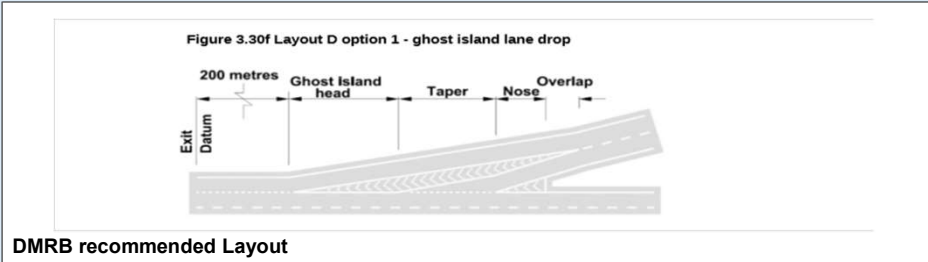 Figure 3.30f Layout D option 1 - ghost island lane drop
200 metres
Ghost Island
head
Taper
Nose
Overlap
Exit
Datum
DMRB recommended Layout